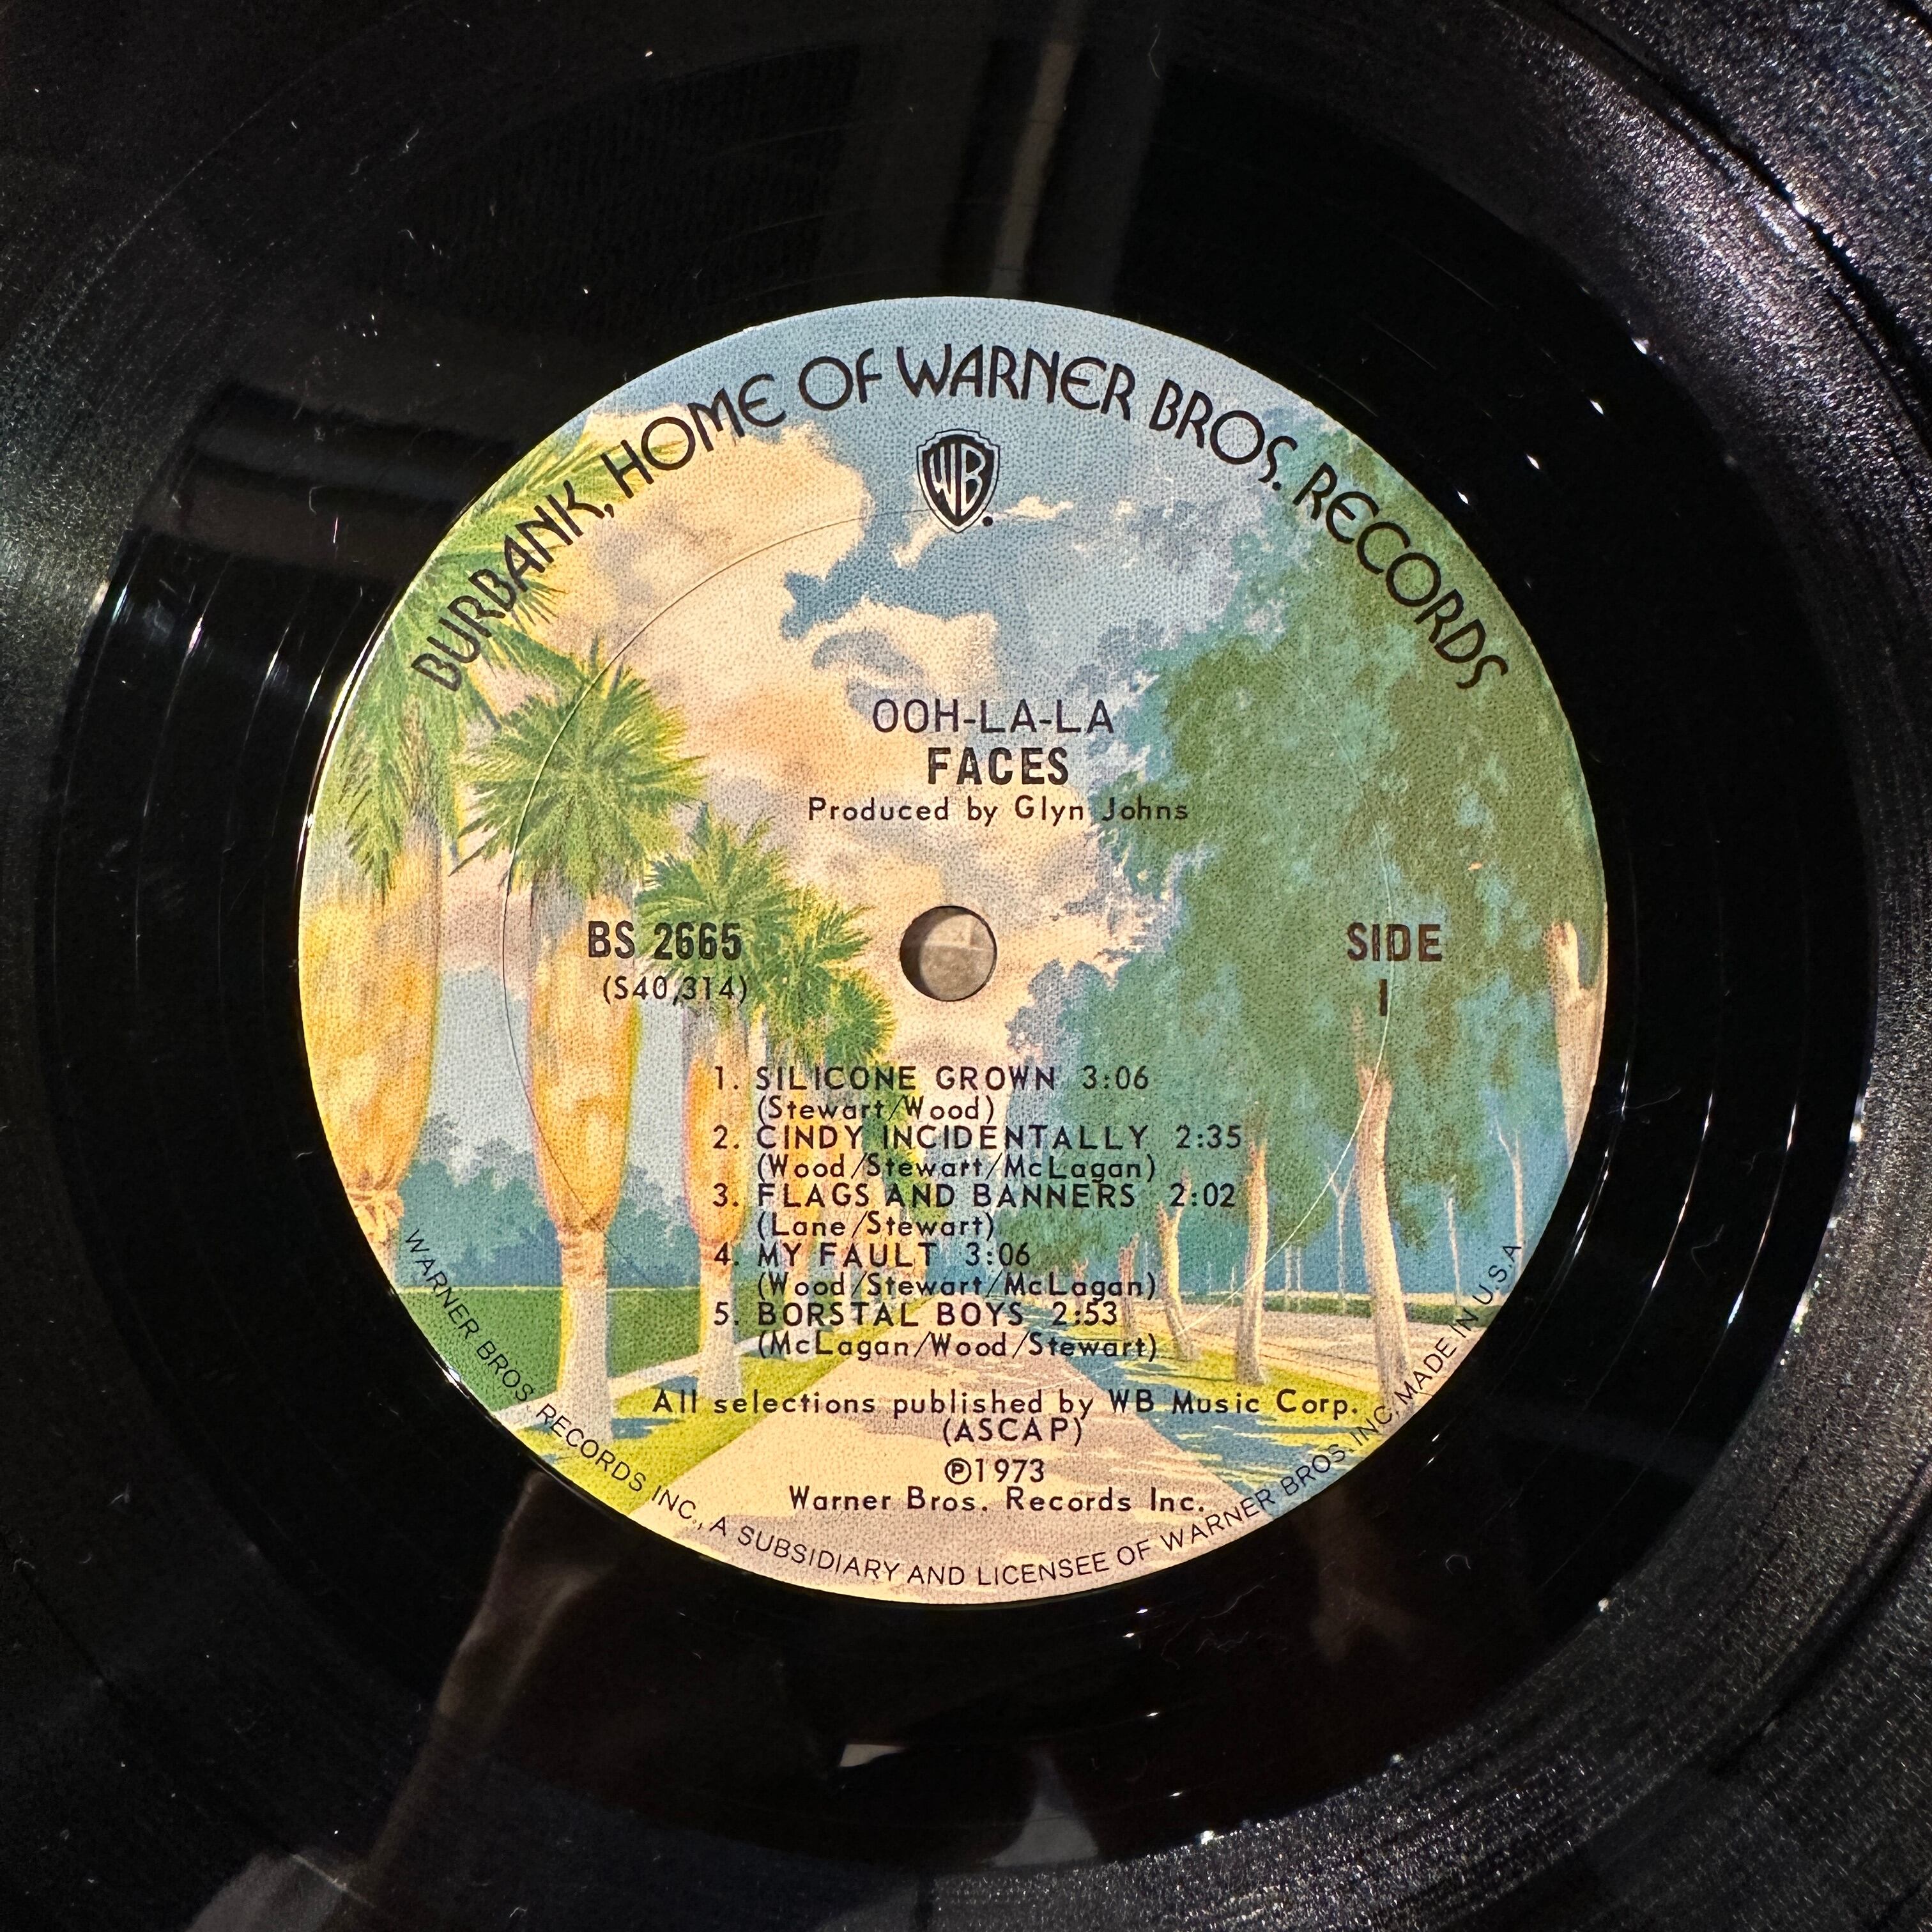 BURBANK, HOME OF WARNER BROS. RECORDS
WB
OOH-LA-LA
FACES
Produced by Glyn Johns
BS 2665
(S40,314)
SIDE
1
1. SILICONE GROWN 3:06
(Stewart/Wood)
2. CINDY INCIDENTALLY 2:35
(Wood/Stewart/McLagan)
3. FLAGS AND BANNERS 2:02
(Lane/Stewart)
4. MY FAULT 3:06
(Wood/Stewart/McLagan)
5. BORSTAL BOYS 2:53
(McLagan/Wood/Stewart)
All selections published by WB Music Corp.
(ASCAP)
℗1973
Warner Bros. Records Inc.
WARNER BROS. RECORDS INC., A SUBSIDIARY AND LICENSEE OF WARNER BROS. INC. MADE IN U.S.A